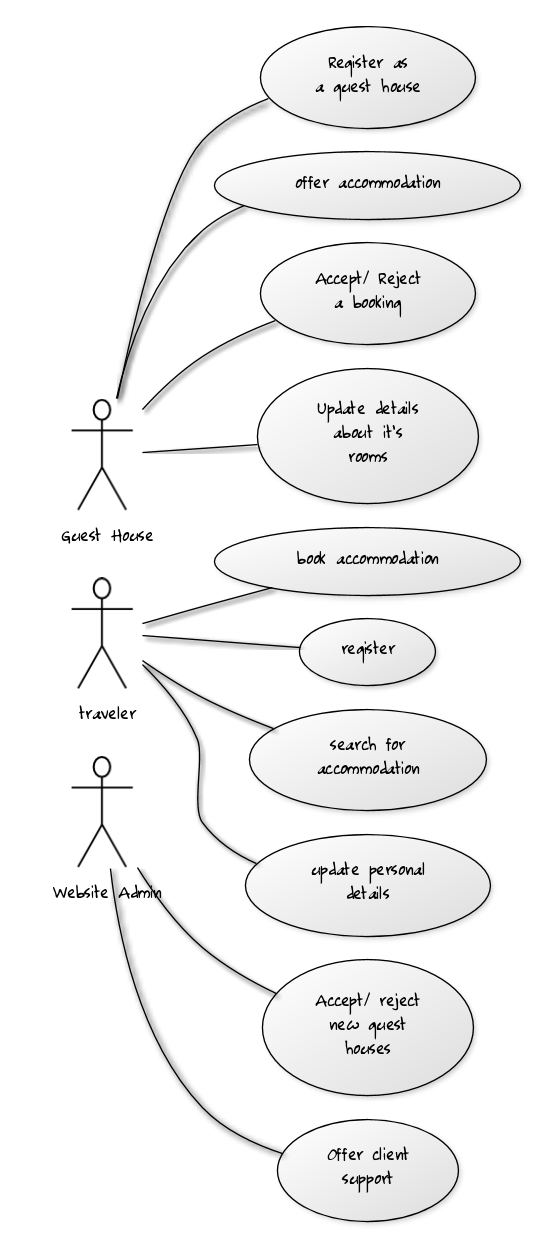 Register as
a guest house
offer accommodation
Accept/ Reject
a booking
Update details
about it's
rooms
Guest House
book accommodation
register
traveler
search for
accommodation
update personal
details
Website Admin
Accept/ reject
new guest
houses
Offer client
support